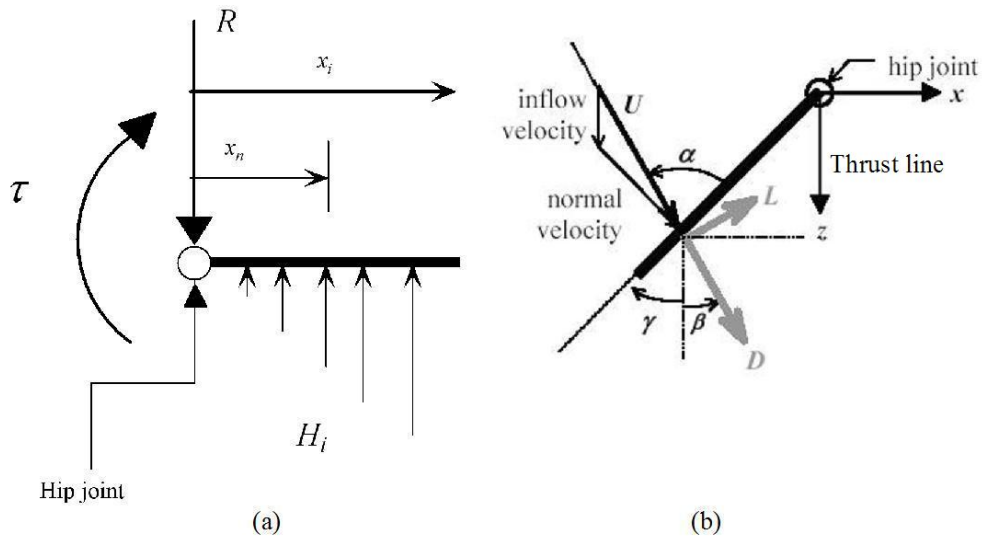 R
x_i
x_n
τ
H_i
Hip joint
(a)
hip joint
x
inflow
velocity
U
α
Thrust line
normal
velocity
L
z
γ
β
D
(b)